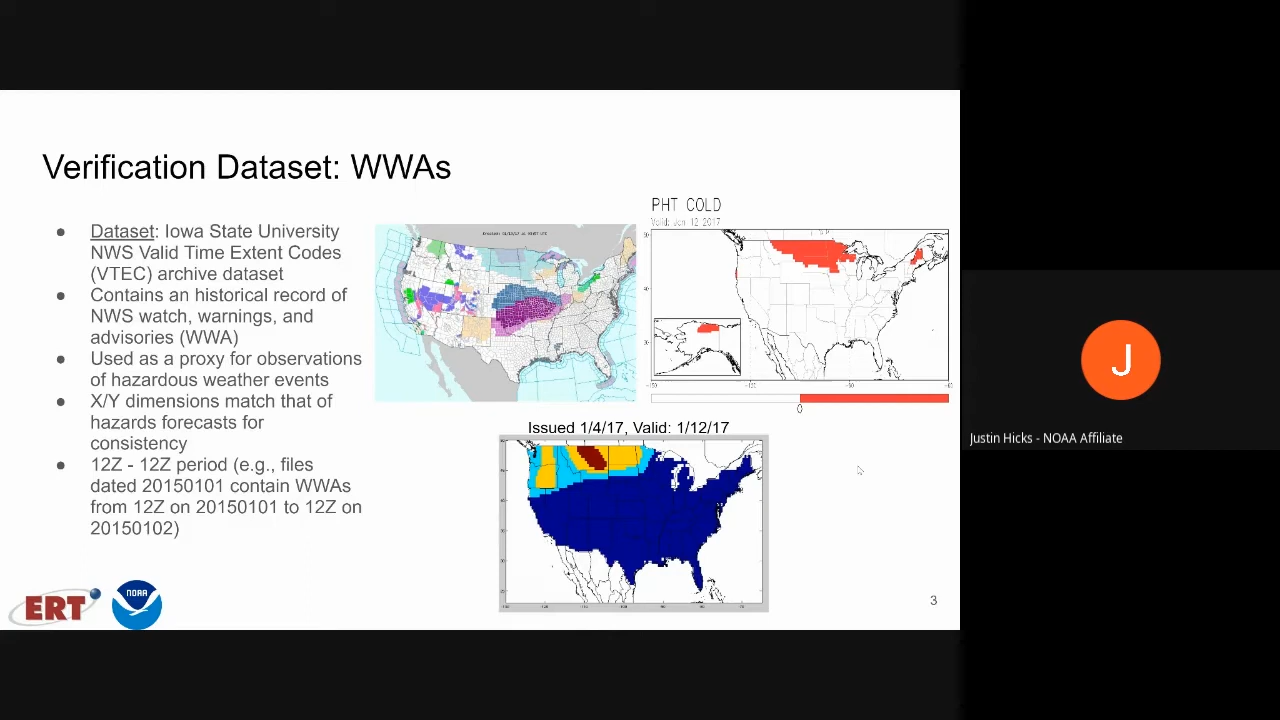 Verification Dataset: WWAs
● Dataset: Iowa State University
NWS Valid Time Extent Codes
(VTEC) archive dataset
● Contains an historical record of
NWS watch, warnings, and
advisories (WWA)
● Used as a proxy for observations
of hazardous weather events
● X/Y dimensions match that of
hazards forecasts for
consistency
● 12Z - 12Z period (e.g., files
dated 20150101 contain WWAs
from 12Z on 20150101 to 12Z on
20150102)
PHT COLD
Valid: Jan 12 2017
0
Issued 1/4/17, Valid: 1/12/17
ERT
NOAA
3
J
Justin Hicks - NOAA Affiliate